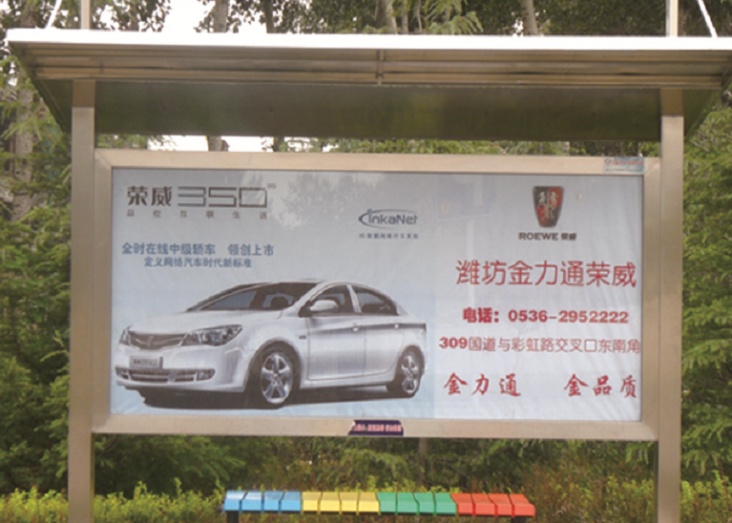 荣威350
品位互联生活
inkaNet
ROEWE 荣威
全时在线中级轿车 领创上市
定义网络汽车时代新标准
潍坊金力通荣威
电话：0536-2952222
309国道与彩虹路交叉口东南角
金力通 金品质